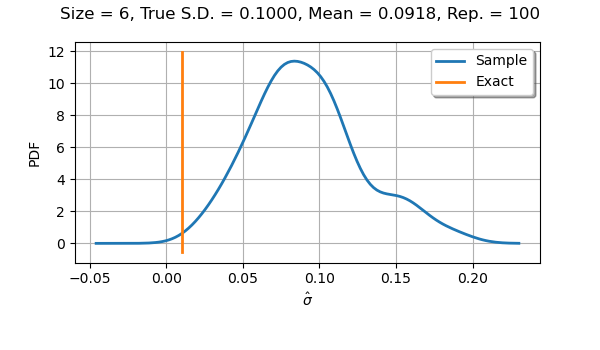 Size = 6, True S.D. = 0.1000, Mean = 0.0918, Rep. = 100
12
10
8
6
4
2
0
PDF
Sample
Exact
−0.05
0.00
0.05
0.10
0.15
0.20
σ̂